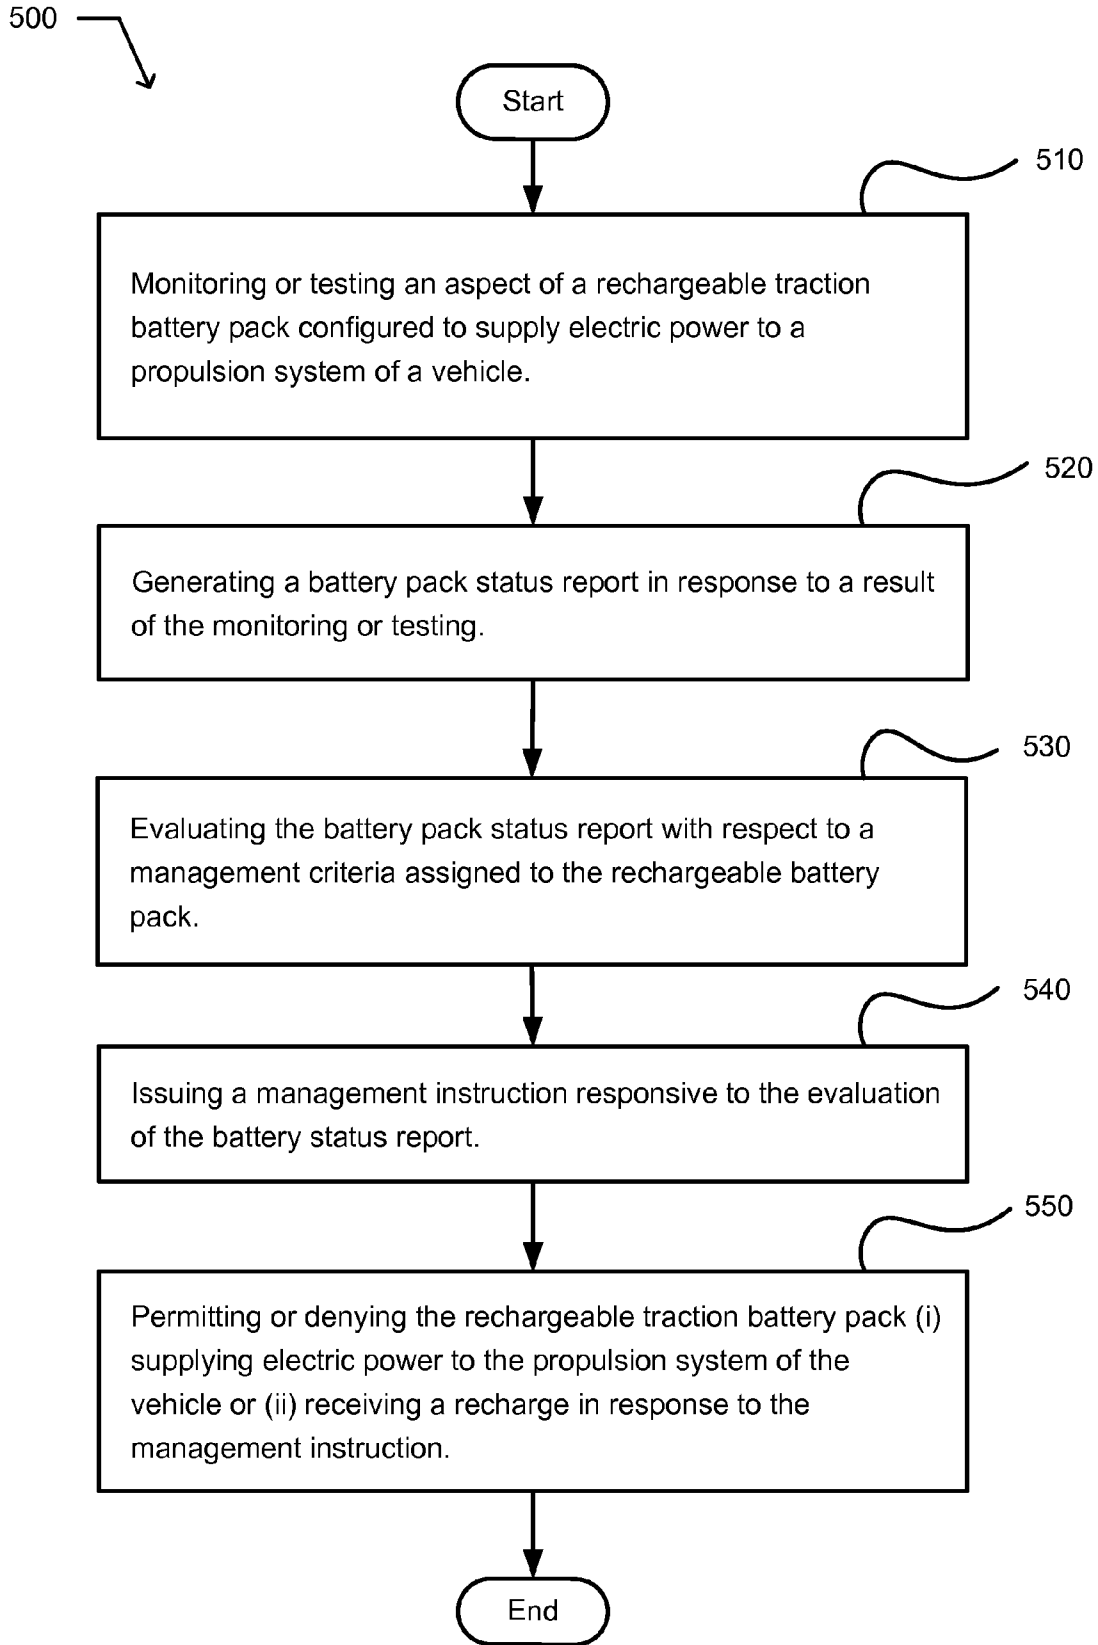 500
Start
510
Monitoring or testing an aspect of a rechargeable traction
battery pack configured to supply electric power to a
propulsion system of a vehicle.
520
Generating a battery pack status report in response to a result
of the monitoring or testing.
530
Evaluating the battery pack status report with respect to a
management criteria assigned to the rechargeable battery
pack.
540
Issuing a management instruction responsive to the evaluation
of the battery status report.
550
Permitting or denying the rechargeable traction battery pack (i)
supplying electric power to the propulsion system of the
vehicle or (ii) receiving a recharge in response to the
management instruction.
End